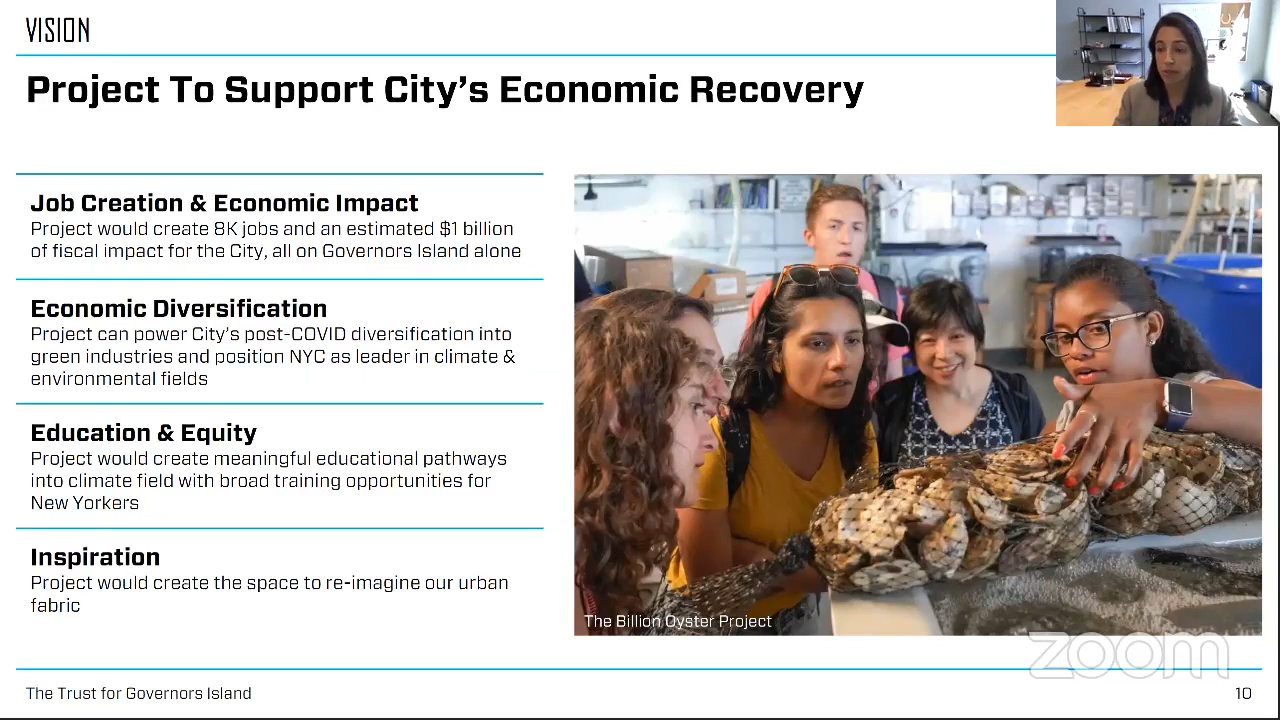 VISION
Project To Support City's Economic Recovery
Job Creation & Economic Impact
Project would create 8K jobs and an estimated $1 billion
of fiscal impact for the City, all on Governors Island alone
Economic Diversification
Project can power City's post-COVID diversification into
green industries and position NYC as leader in climate &
environmental fields
Education & Equity
Project would create meaningful educational pathways
into climate field with broad training opportunities for
New Yorkers
Inspiration
Project would create the space to re-imagine our urban
fabric
The Billion Oyster Project
zoom
The Trust for Governors Island
10